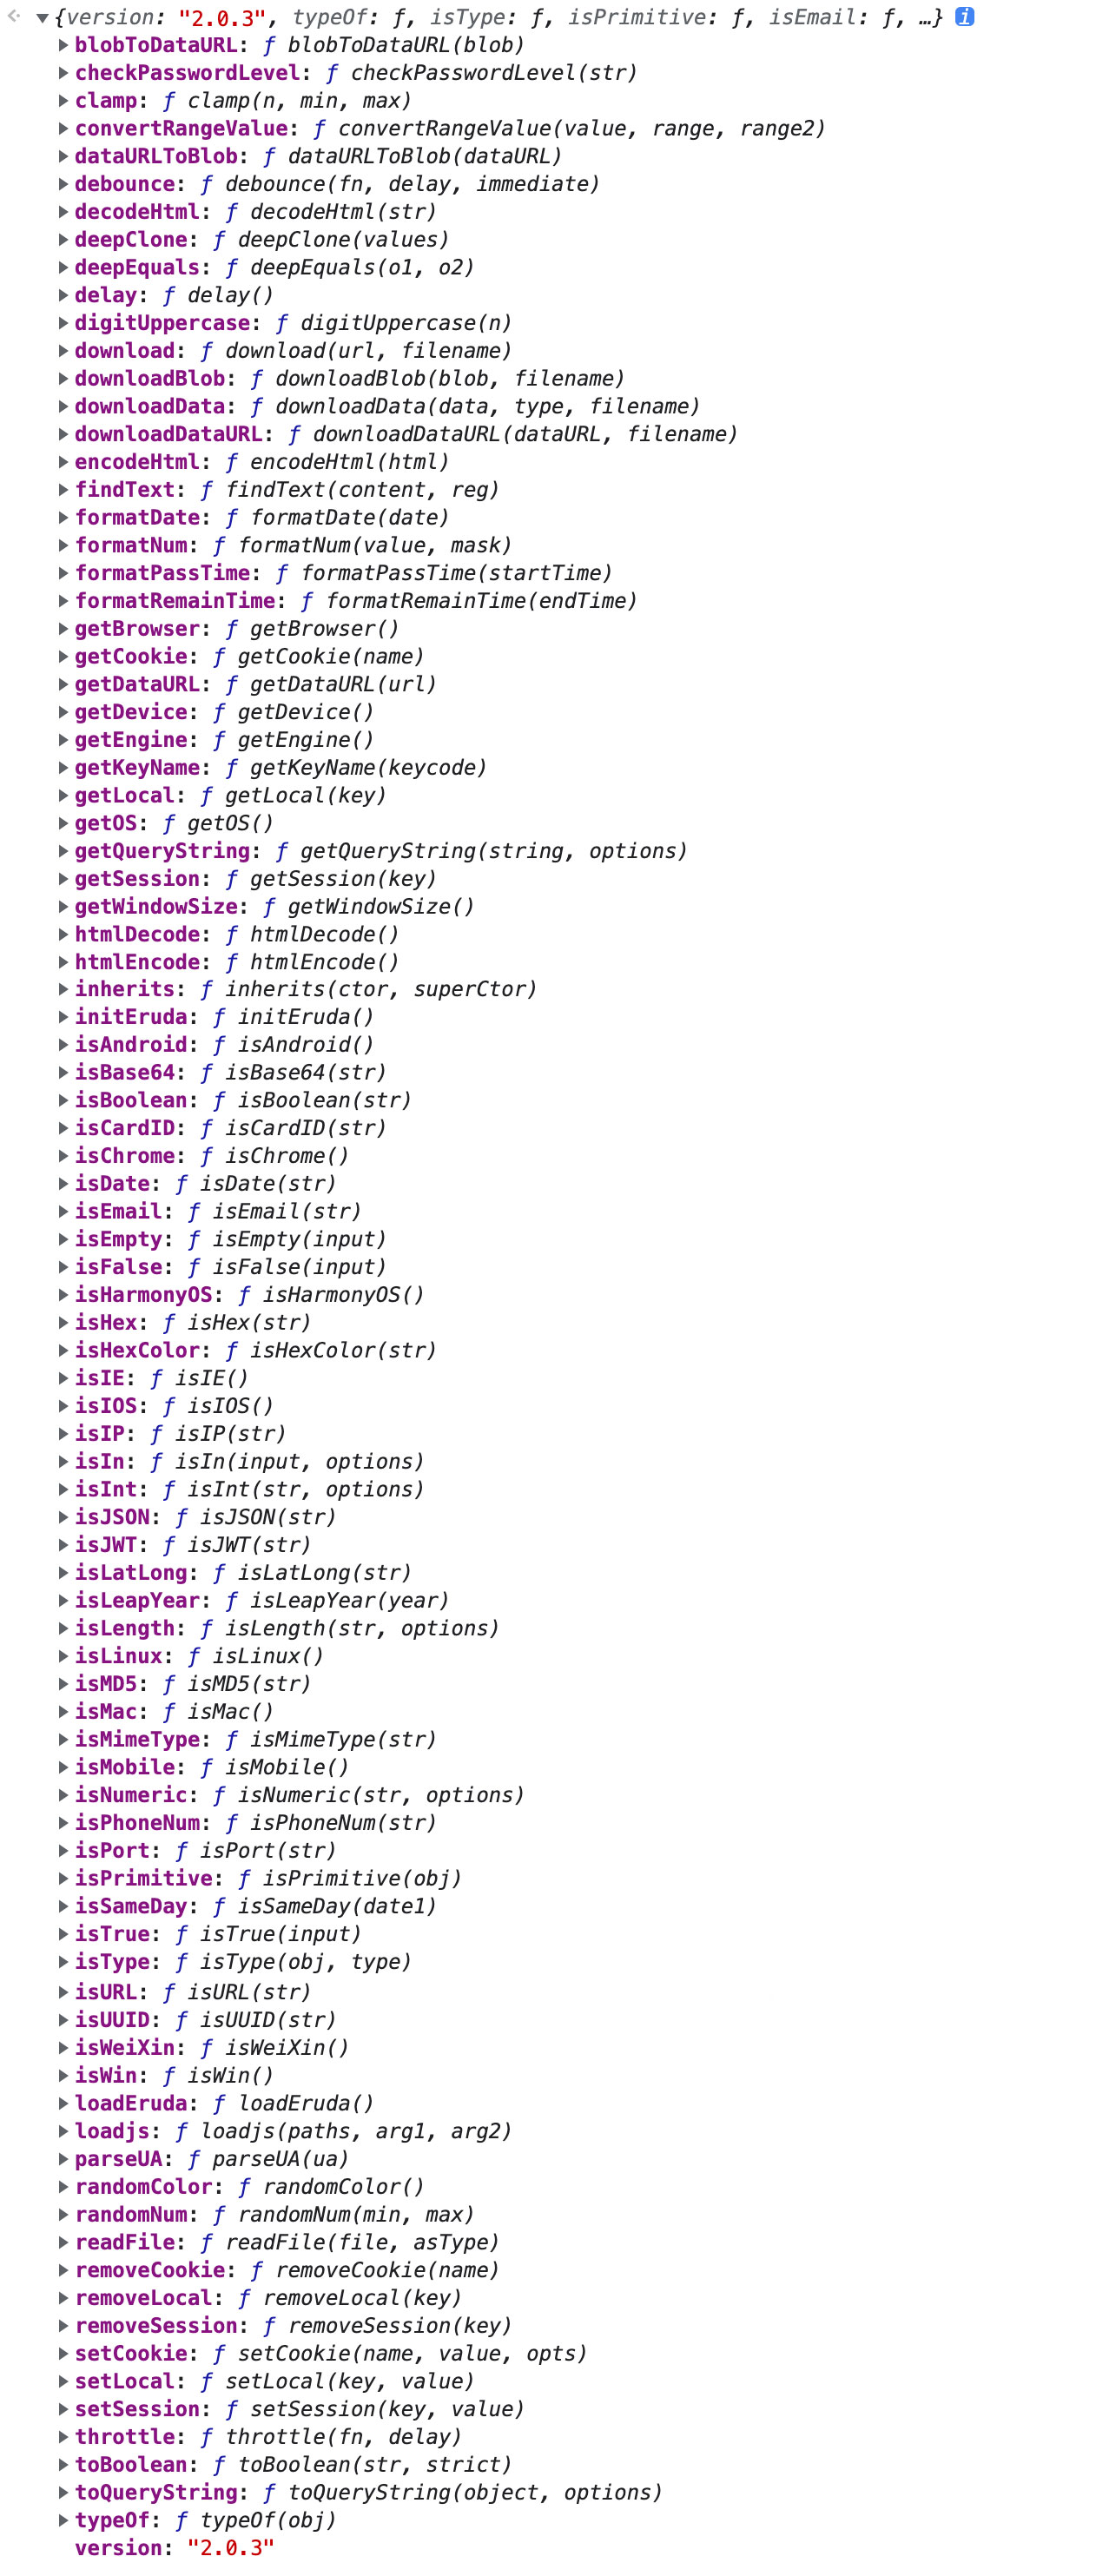 {version: "2.0.3", typeOf: ƒ, isType: ƒ, isPrimitive: ƒ, isEmail: ƒ, …} i
blobToDataURL: ƒ blobToDataURL(blob)
checkPasswordLevel: ƒ checkPasswordLevel(str)
clamp: ƒ clamp(n, min, max)
convertRangeValue: ƒ convertRangeValue(value, range, range2)
dataURLToBlob: ƒ dataURLToBlob(dataURL)
debounce: ƒ debounce(fn, delay, immediate)
decodeHtml: ƒ decodeHtml(str)
deepClone: ƒ deepClone(values)
deepEquals: ƒ deepEquals(o1, o2)
delay: ƒ delay()
digitUppercase: ƒ digitUppercase(n)
download: ƒ download(url, filename)
downloadBlob: ƒ downloadBlob(blob, filename)
downloadData: ƒ downloadData(data, type, filename)
downloadDataURL: ƒ downloadDataURL(dataURL, filename)
encodeHtml: ƒ encodeHtml(html)
findText: ƒ findText(content, reg)
formatDate: ƒ formatDate(date)
formatNum: ƒ formatNum(value, mask)
formatPassTime: ƒ formatPassTime(startTime)
formatRemainTime: ƒ formatRemainTime(endTime)
getBrowser: ƒ getBrowser()
getCookie: ƒ getCookie(name)
getDataURL: ƒ getDataURL(url)
getDevice: ƒ getDevice()
getEngine: ƒ getEngine()
getKeyName: ƒ getKeyName(keycode)
getLocal: ƒ getLocal(key)
getOS: ƒ getOS()
getQueryString: ƒ getQueryString(string, options)
getSession: ƒ getSession(key)
getWindowSize: ƒ getWindowSize()
htmlDecode: ƒ htmlDecode()
htmlEncode: ƒ htmlEncode()
inherits: ƒ inherits(ctor, superCtor)
initEruda: ƒ initEruda()
isAndroid: ƒ isAndroid()
isBase64: ƒ isBase64(str)
isBoolean: ƒ isBoolean(str)
isCardID: ƒ isCardID(str)
isChrome: ƒ isChrome()
isDate: ƒ isDate(str)
isEmail: ƒ isEmail(str)
isEmpty: ƒ isEmpty(input)
isFalse: ƒ isFalse(input)
isHarmonyOS: ƒ isHarmonyOS()
isHex: ƒ isHex(str)
isHexColor: ƒ isHexColor(str)
isIE: ƒ isIE()
isIOS: ƒ isIOS()
isIP: ƒ isIP(str)
isIn: ƒ isIn(input, options)
isInt: ƒ isInt(str, options)
isJSON: ƒ isJSON(str)
isJWT: ƒ isJWT(str)
isLatLong: ƒ isLatLong(str)
isLeapYear: ƒ isLeapYear(year)
isLength: ƒ isLength(str, options)
isLinux: ƒ isLinux()
isMD5: ƒ isMD5(str)
isMac: ƒ isMac()
isMimeType: ƒ isMimeType(str)
isMobile: ƒ isMobile()
isNumeric: ƒ isNumeric(str, options)
isPhoneNum: ƒ isPhoneNum(str)
isPort: ƒ isPort(str)
isPrimitive: ƒ isPrimitive(obj)
isSameDay: ƒ isSameDay(date1)
isTrue: ƒ isTrue(input)
isType: ƒ isType(obj, type)
isURL: ƒ isURL(str)
isUUID: ƒ isUUID(str)
isWeiXin: ƒ isWeiXin()
isWin: ƒ isWin()
loadEruda: ƒ loadEruda()
loadjs: ƒ loadjs(paths, arg1, arg2)
parseUA: ƒ parseUA(ua)
randomColor: ƒ randomColor()
randomNum: ƒ randomNum(min, max)
readFile: ƒ readFile(file, asType)
removeCookie: ƒ removeCookie(name)
removeLocal: ƒ removeLocal(key)
removeSession: ƒ removeSession(key)
setCookie: ƒ setCookie(name, value, opts)
setLocal: ƒ setLocal(key, value)
setSession: ƒ setSession(key, value)
throttle: ƒ throttle(fn, delay)
toBoolean: ƒ toBoolean(str, strict)
toQueryString: ƒ toQueryString(object, options)
typeOf: ƒ typeOf(obj)
version: "2.0.3"